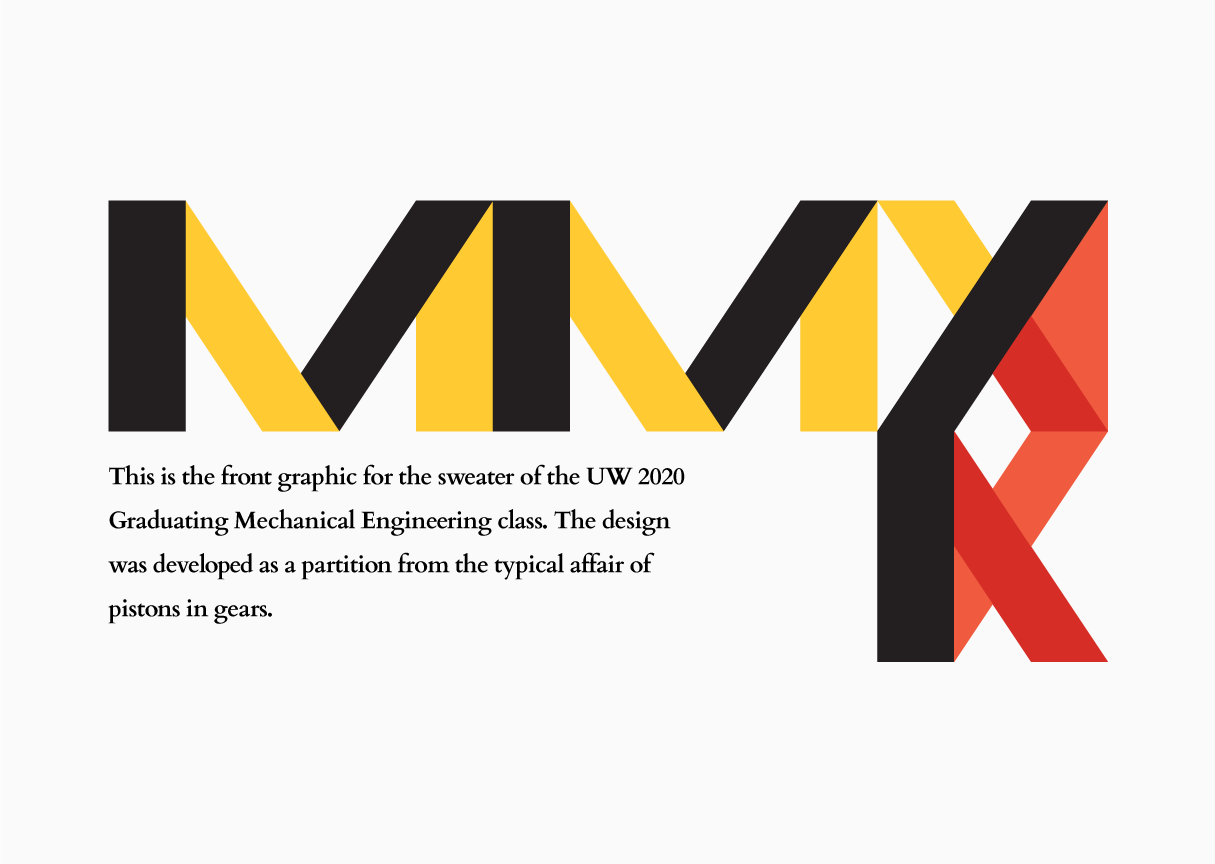 MMXX
This is the front graphic for the sweater of the UW 2020
Graduating Mechanical Engineering class. The design
was developed as a partition from the typical affair of
pistons in gears.